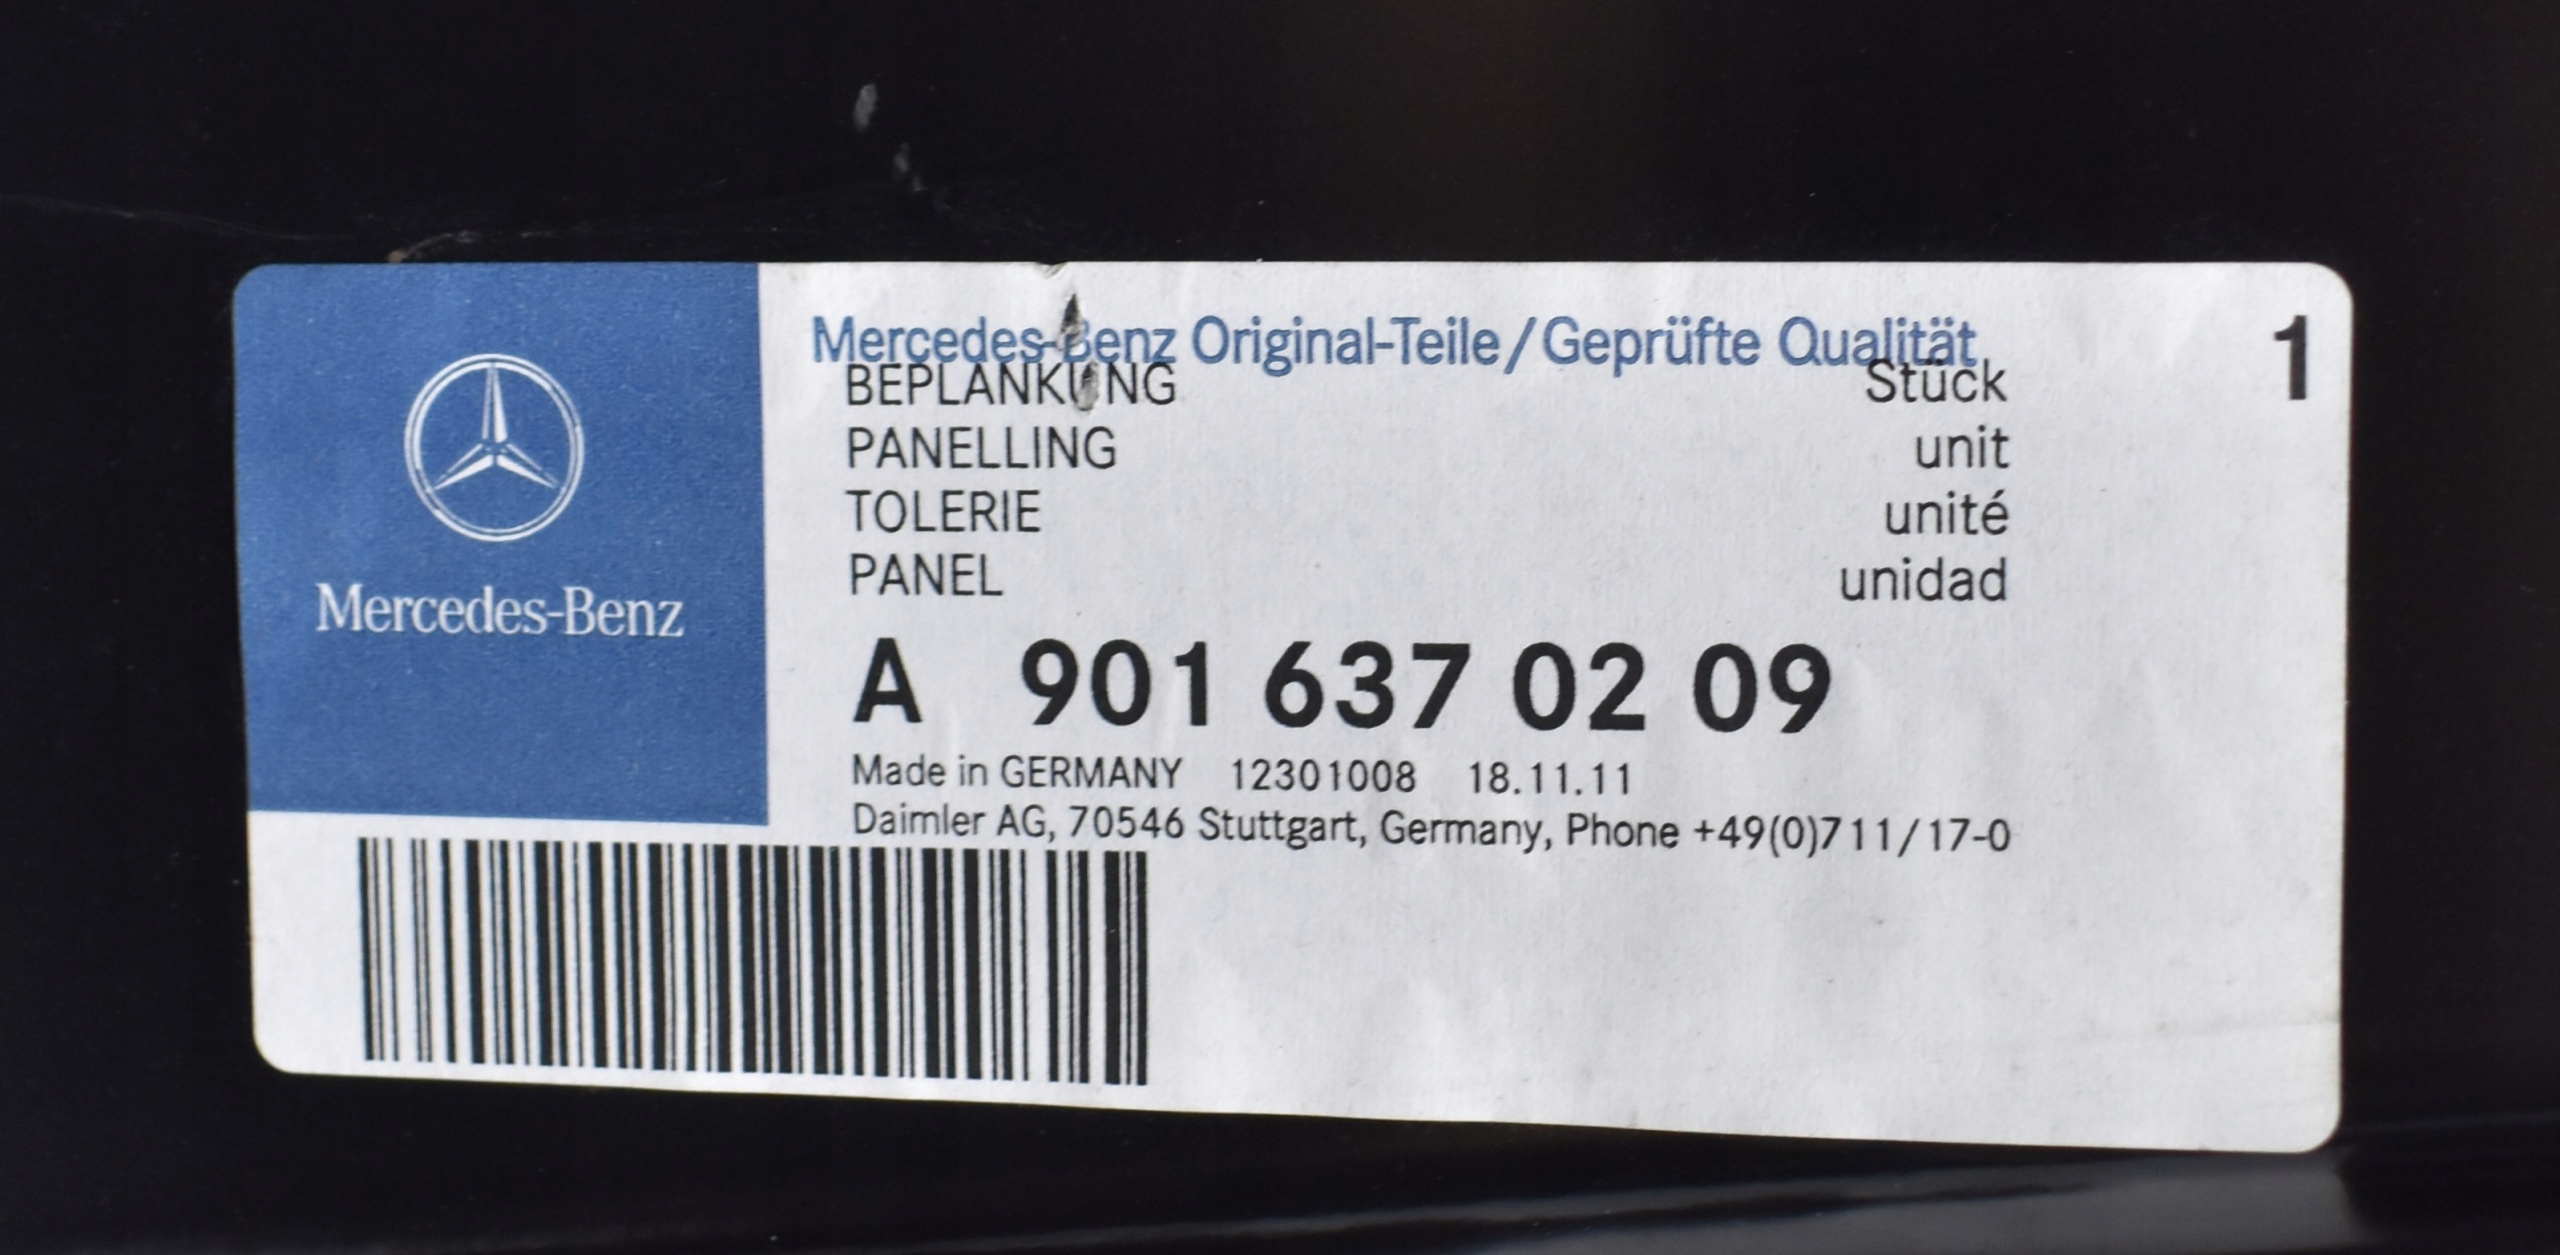 Mercedes-Benz
Mercedes-Benz Original-Teile/Geprüfte Qualität
BEPLANKUNG Stück 1
PANELLING unit
TOLERIE unité
PANEL unidad
A 901 637 02 09
Made in GERMANY 12301008 18.11.11
Daimler AG, 70546 Stuttgart, Germany, Phone +49(0)711/17-0